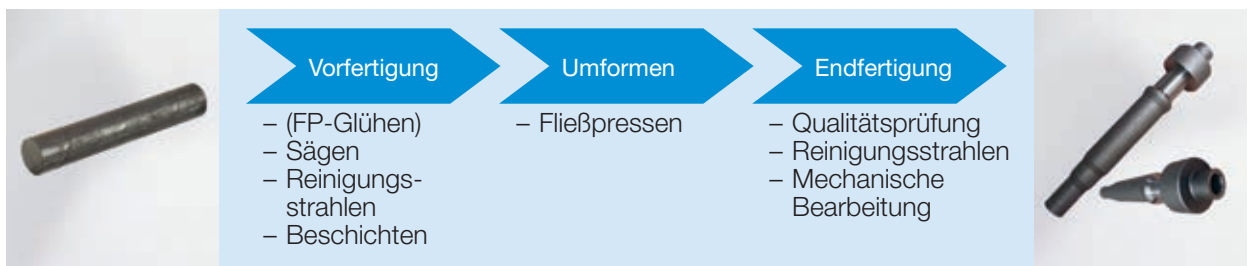 Vorfertigung
– (FP-Glühen)
– Sägen
– Reinigungs-
strahlen
– Beschichten
Umformen
– Fließpressen
Endfertigung
– Qualitätsprüfung
– Reinigungsstrahlen
– Mechanische
Bearbeitung